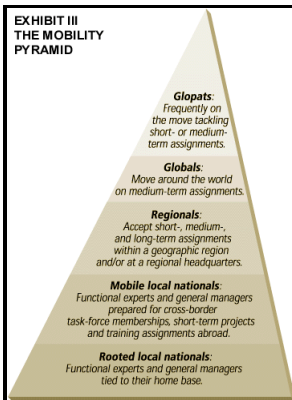 EXHIBIT III
THE MOBILITY
PYRAMID
Glopats:
Frequently on
the move tackling
short- or medium-
term assignments.
Globals:
Move around the world
on medium-term assignments.
Regionals:
Accept short-, medium-,
and long-term assignments
within a geographic region
and/or at a regional headquarters.
Mobile local nationals:
Functional experts and general managers
prepared for cross-border
task-force memberships, short-term projects
and training assignments abroad.
Rooted local nationals:
Functional experts and general managers
tied to their home base.